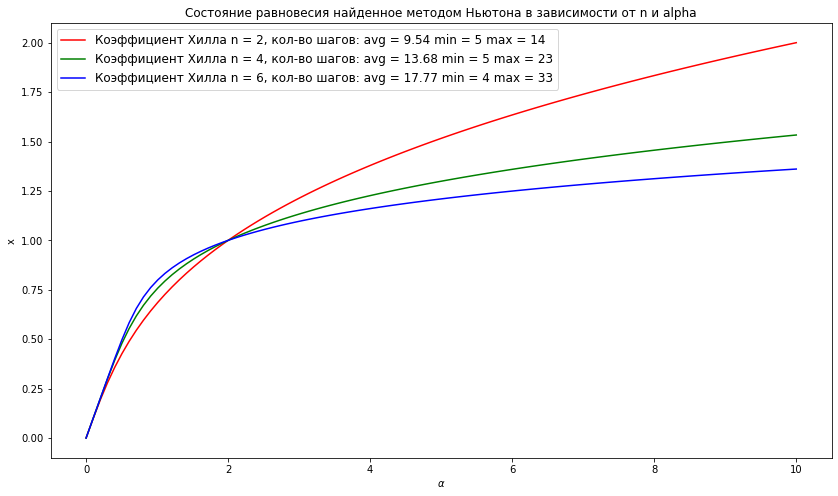 Состояние равновесия найденное методом Ньютона в зависимости от n и alpha
Коэффициент Хилла n = 2, кол-во шагов: avg = 9.54 min = 5 max = 14
Коэффициент Хилла n = 4, кол-во шагов: avg = 13.68 min = 5 max = 23
Коэффициент Хилла n = 6, кол-во шагов: avg = 17.77 min = 4 max = 33
2.00
1.75
1.50
1.25
1.00
0.75
0.50
0.25
0.00
x
0 2 4 6 8 10
α